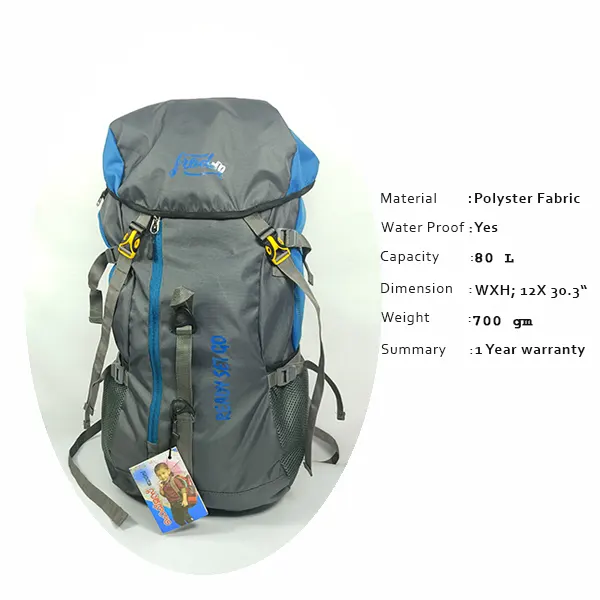 Material :Polyster Fabric
Water Proof :Yes
Capacity :80 L
Dimension : WXH; 12X 30.3“
Weight :700 gm
Summary :1 Year warranty